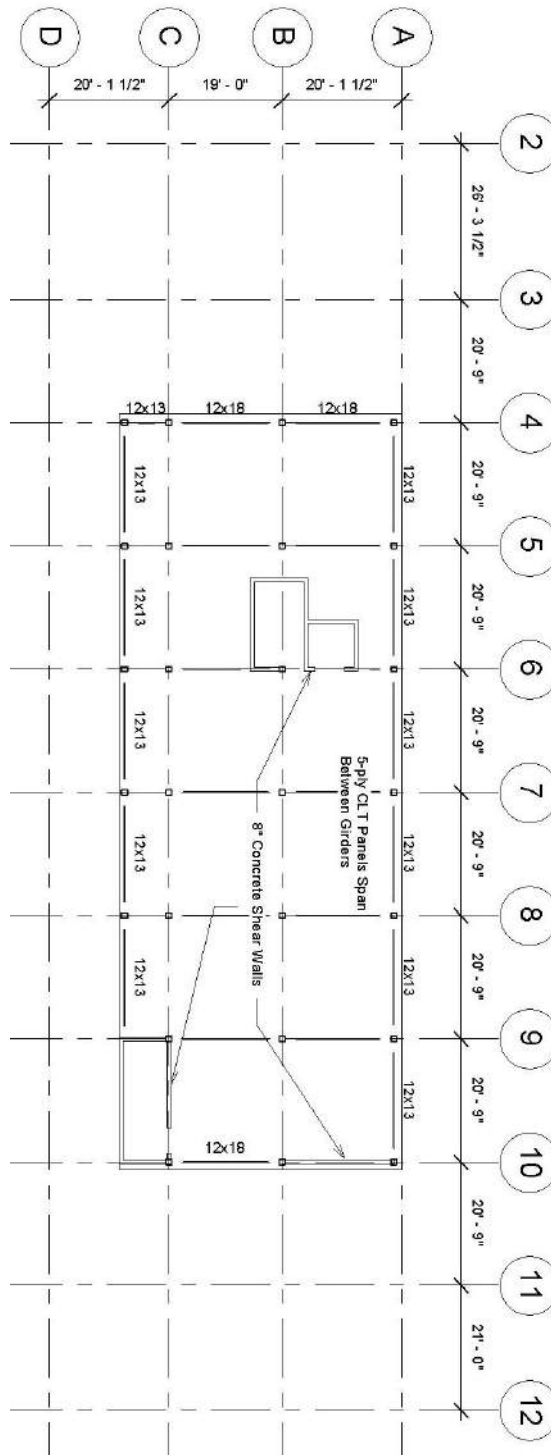 D
C
B
A
20' - 1 1/2"
19' - 0"
20' - 1 1/2"
2
26' - 3 1/2"
3
20' - 9"
4
20' - 9"
5
20' - 9"
6
20' - 9"
7
20' - 9"
8
20' - 9"
9
20' - 9"
10
20' - 9"
11
21' - 0"
12
12x13
12x18
12x18
12x13
12x13
12x13
12x13
12x13
12x13
12x13
12x13
12x13
12x13
12x13
12x18
5-ply CLT Panels Span
Between Girders
8" Concrete Shear Walls